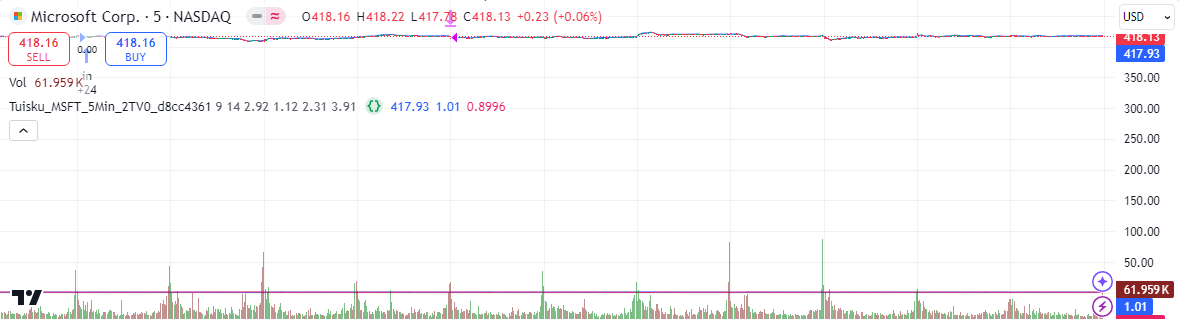 Microsoft Corp. · 5 · NASDAQ O418.16 H418.22 L417.78 C418.13 +0.23 (+0.06%)
USD
418.16
SELL
0.00
418.16
BUY
418.13
417.93
in
+24
Vol 61.959K
Tuisku_MSFT_5Min_2TV0_d8cc4361 9 14 2.92 1.12 2.31 3.91 {} 417.93 1.01 0.8996
350.00
300.00
250.00
200.00
150.00
100.00
50.00
61.959K
1.01